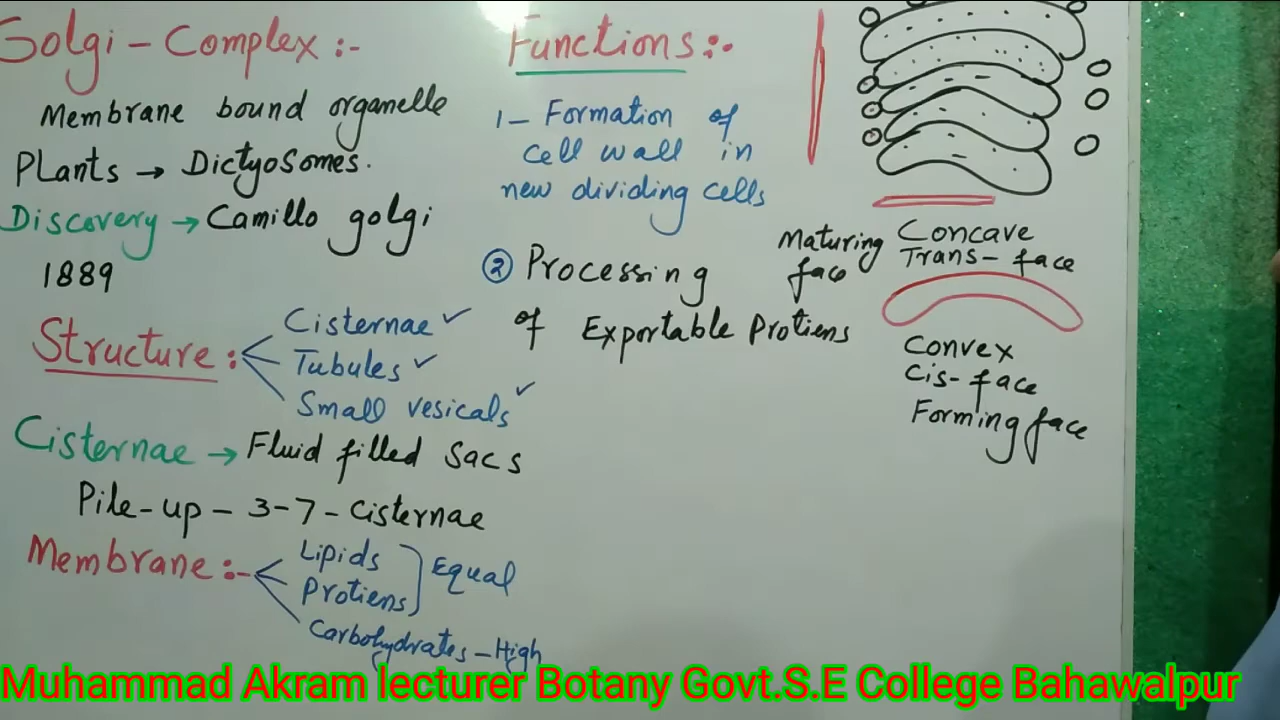 Golgi - Complex :-
Membrane bound organelle
Plants → Dictyosomes.
Discovery → Camillo golgi
1889
Structure :
Cisternae ✓
Tubules ✓
Small vesicals ✓
Cisternae → Fluid filled Sacs
Pile-up - 3-7 - cisternae
Membrane :-
Lipids
Protiens
Equal
Carbohydrates - High
Functions :-
1- Formation of
cell wall in
new dividing cells
② Processing
of Exportable Protiens
Maturing
face
Concave
Trans- face
Convex
Cis- face
Forming face
Muhammad Akram lecturer Botany Govt.S.E College Bahawalpur